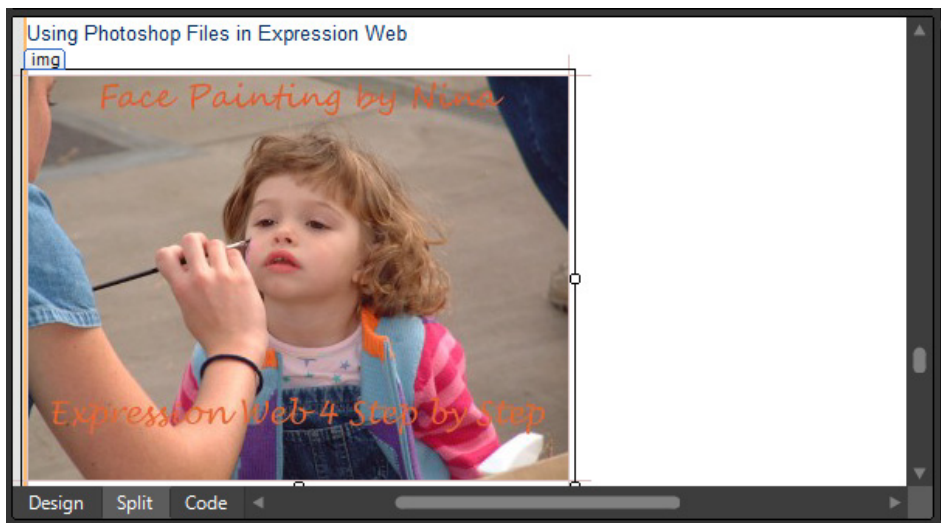 Using Photoshop Files in Expression Web
img
Face Painting by Nina
Expression Web 4 Step by Step
Design Split Code